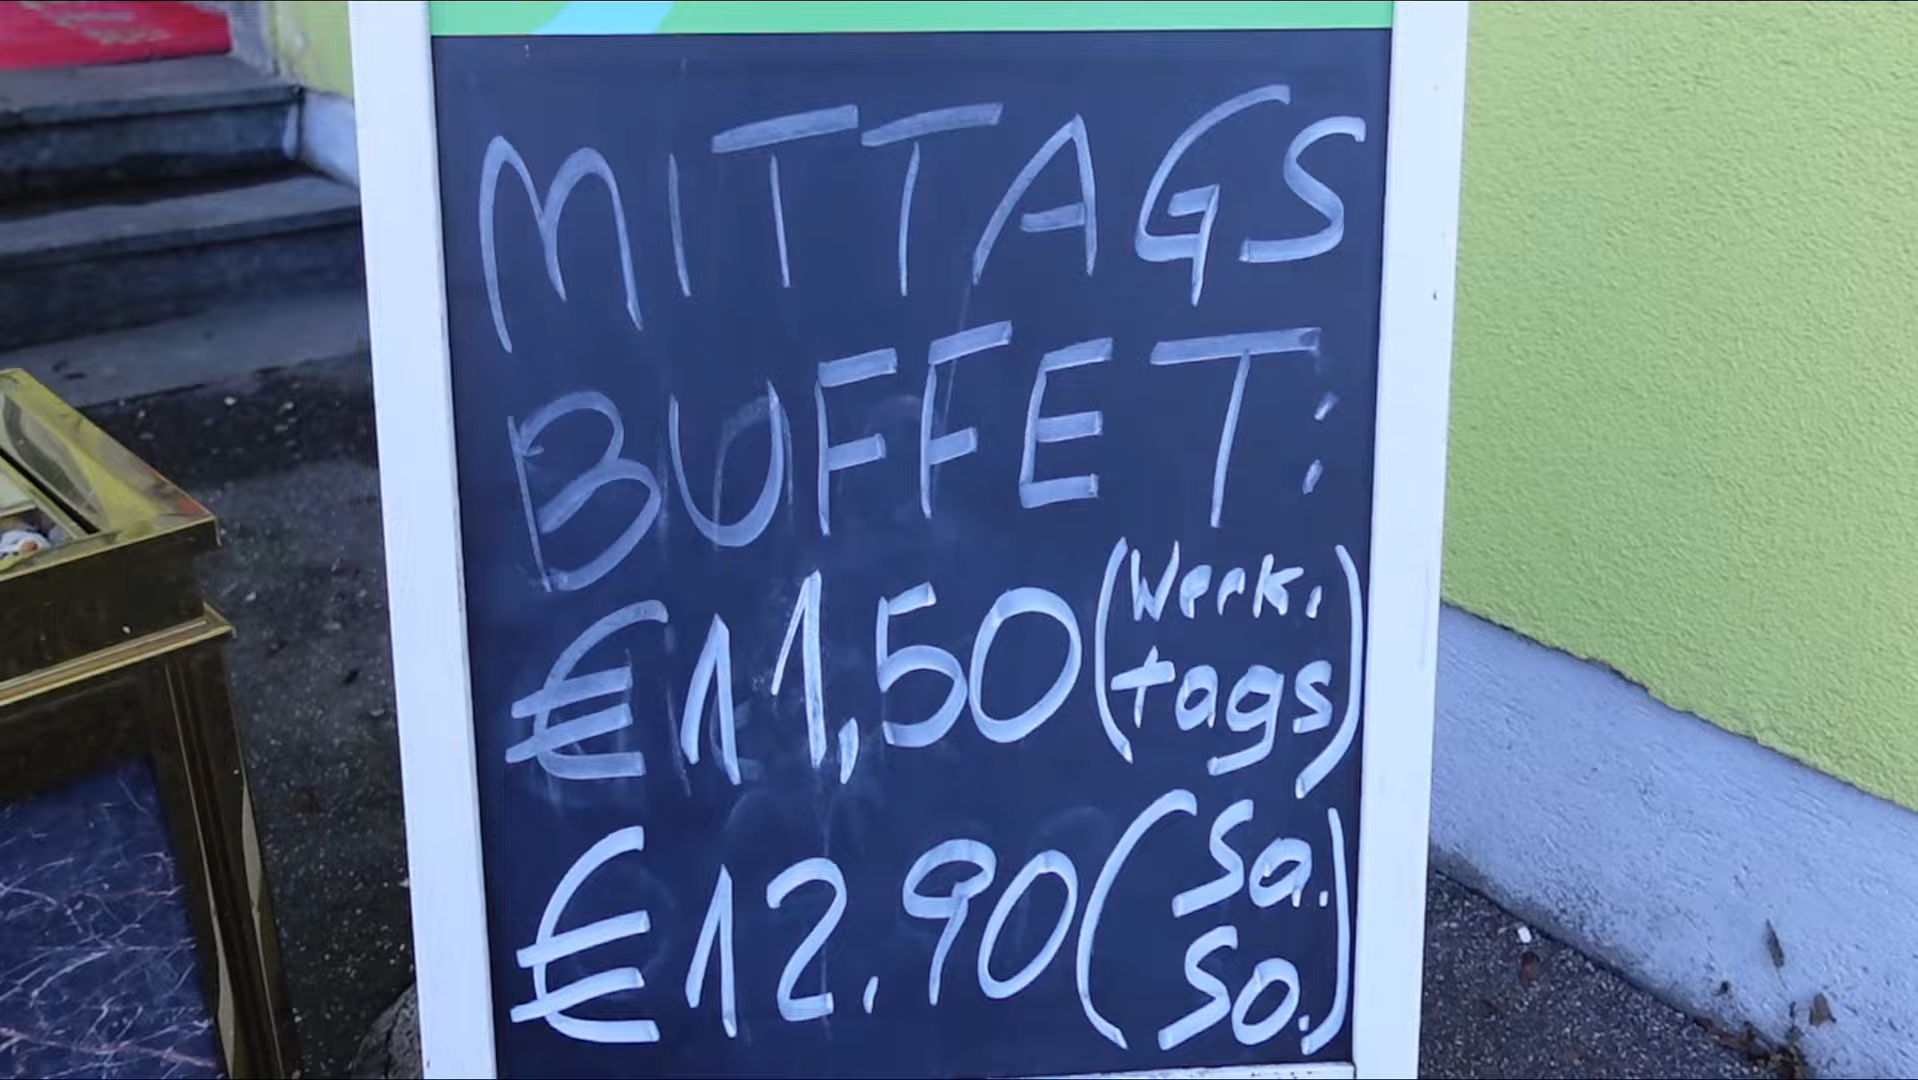 MITTAGS
BUFFET:
€11,50 (Werk.
tags)
€12.90 (Sa.
So.)